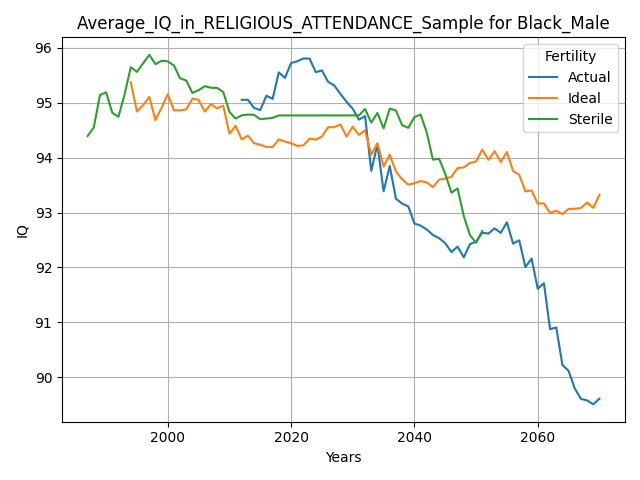 Average_IQ_in_RELIGIOUS_ATTENDANCE_Sample for Black_Male
Fertility
Actual
Ideal
Sterile
96
95
94
93
92
91
90
IQ
2000 2020 2040 2060
Years